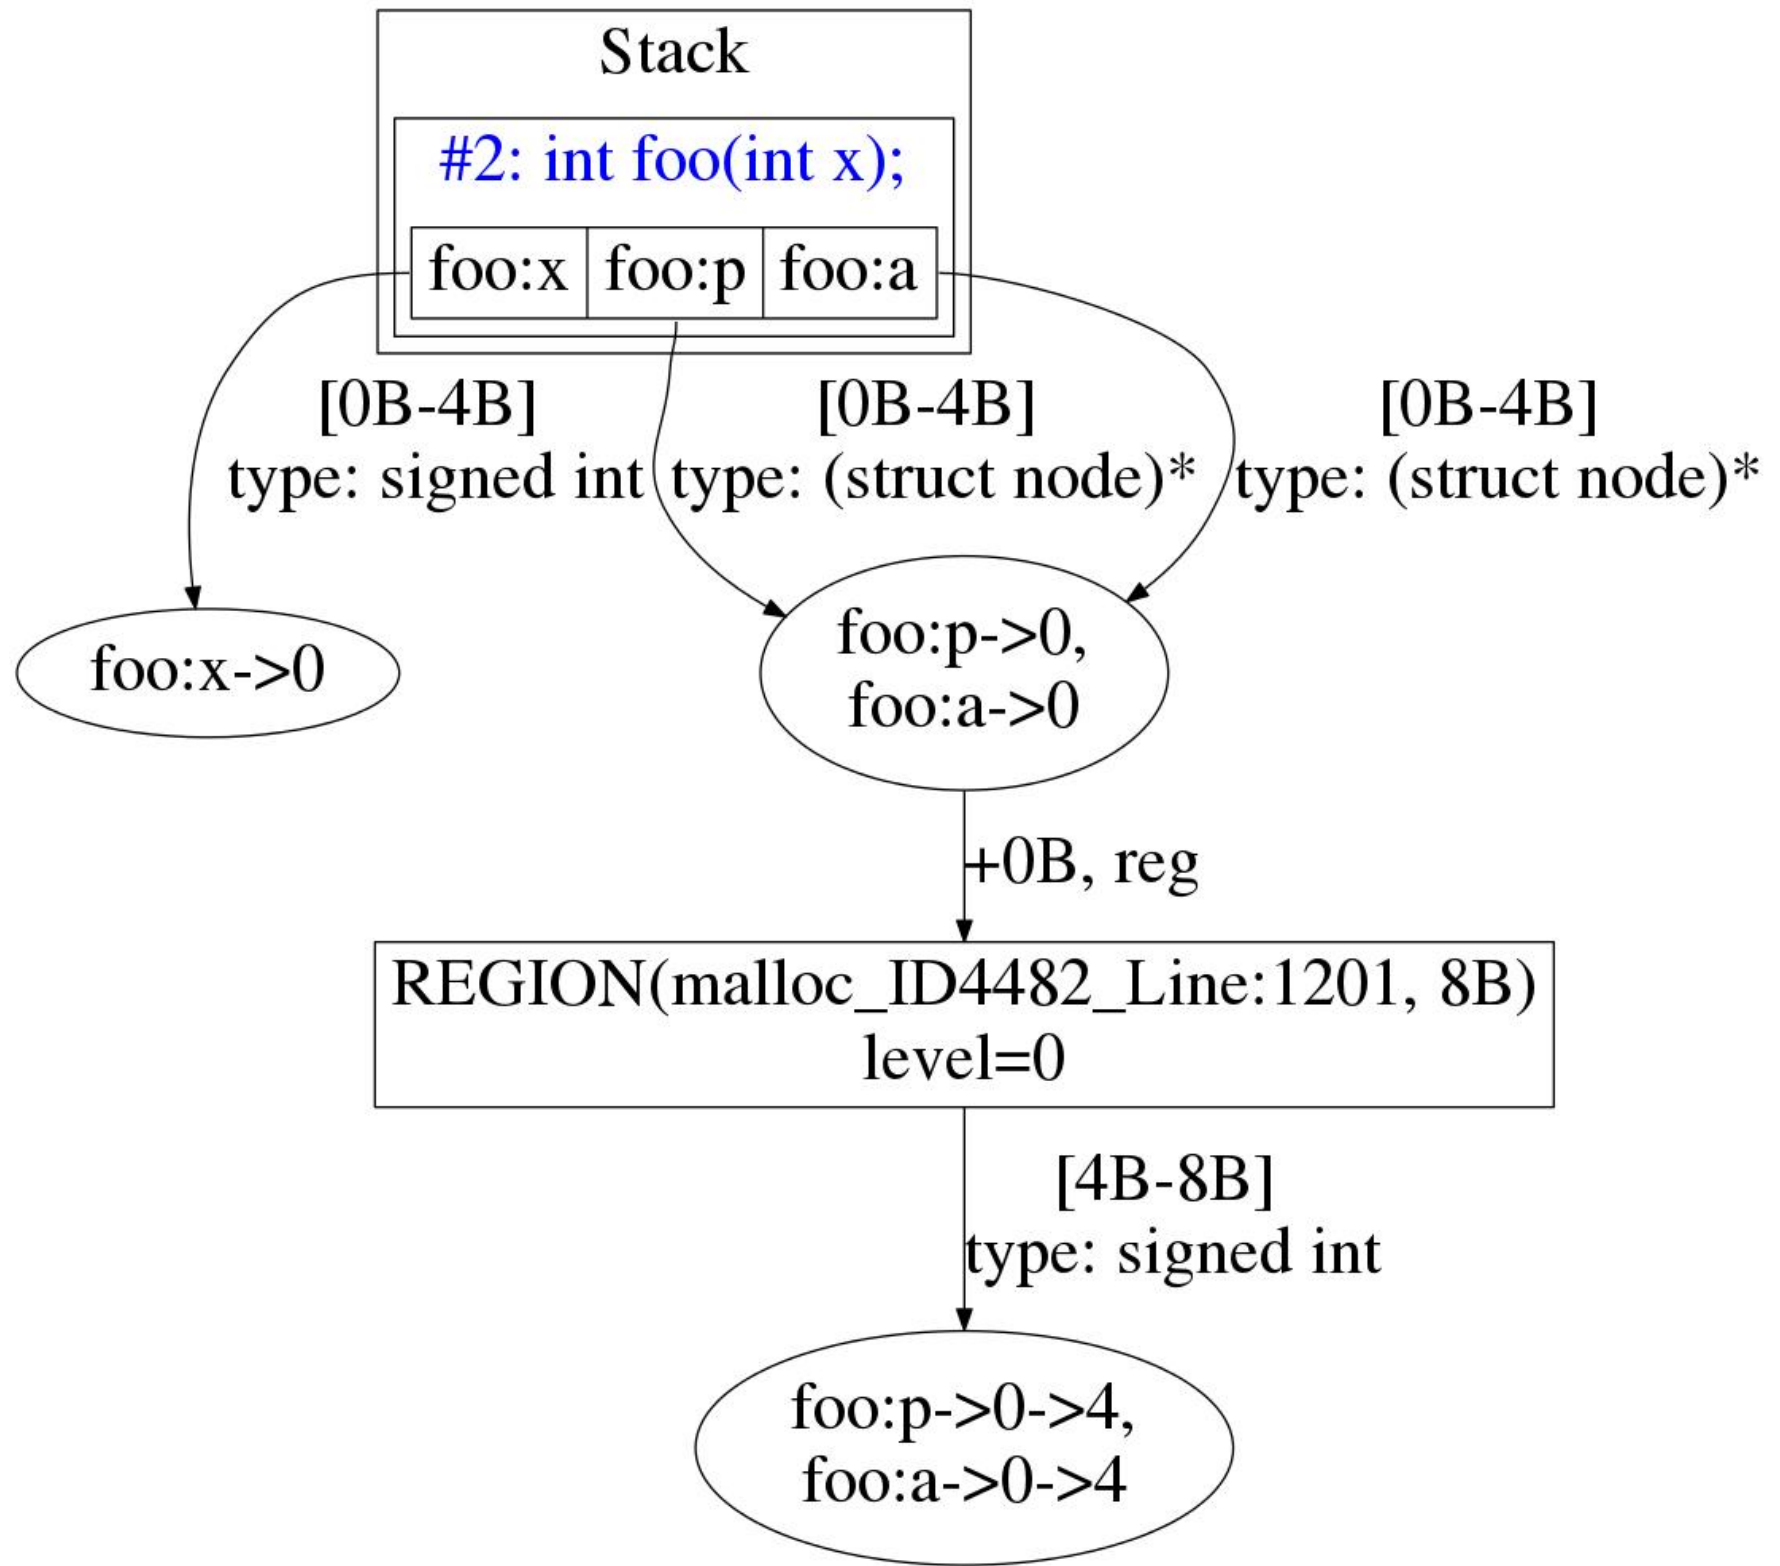 Stack
#2: int foo(int x);
foo:x
foo:p
foo:a
[0B-4B]
type: signed int
[0B-4B]
type: (struct node)*
[0B-4B]
type: (struct node)*
foo:x->0
foo:p->0,
foo:a->0
+0B, reg
REGION(malloc_ID4482_Line:1201, 8B)
level=0
[4B-8B]
type: signed int
foo:p->0->4,
foo:a->0->4